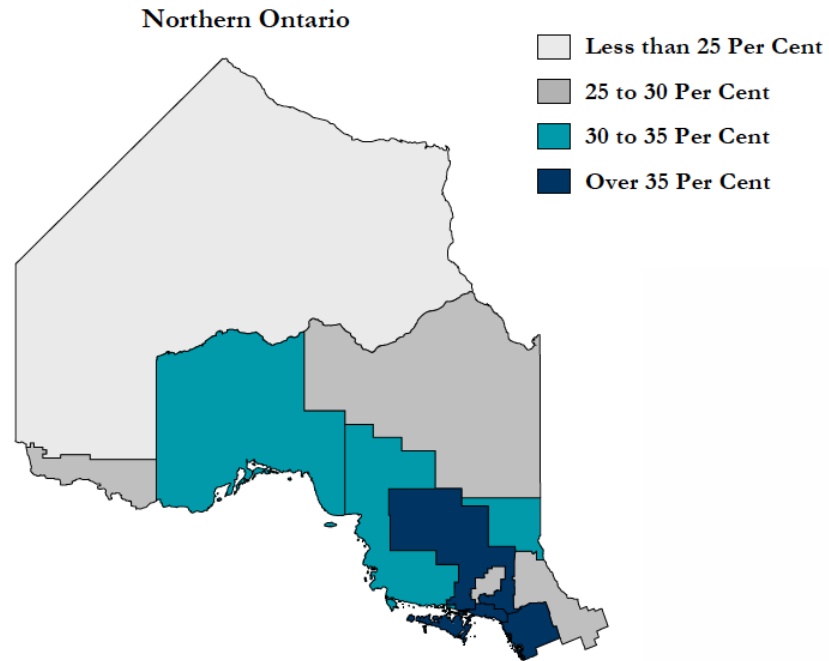 Northern Ontario
Less than 25 Per Cent
25 to 30 Per Cent
30 to 35 Per Cent
Over 35 Per Cent